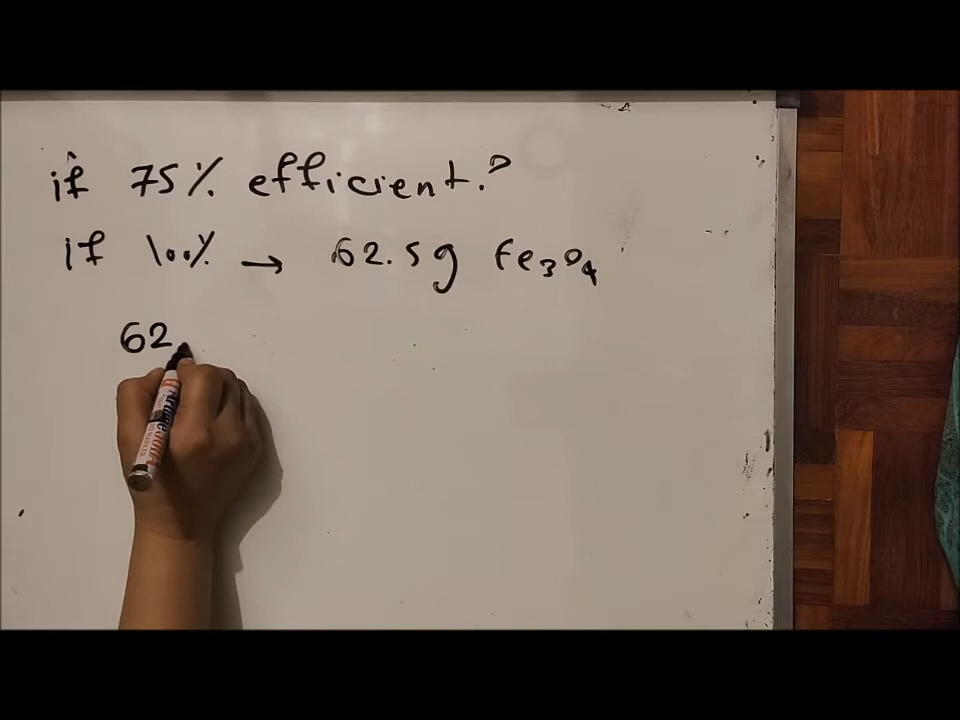 if 75% efficient?
if 100% → 62.5g Fe₃O₄
62.